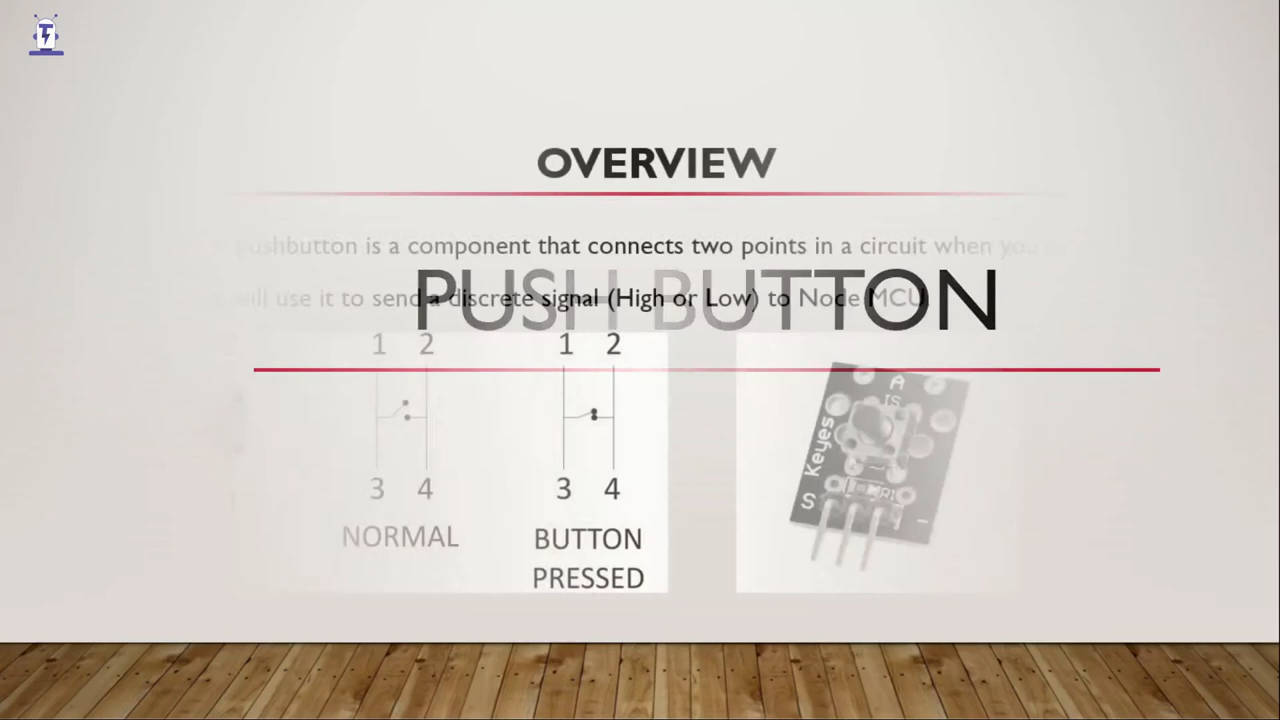 OVERVIEW
pushbutton is a component that connects two points in a circuit when you
will use it to send a discrete signal (High or Low) to Node MCU
PUSH BUTTON
1 2
1 2
3 4
3 4
NORMAL
BUTTON
PRESSED
A
Keyes
S
-